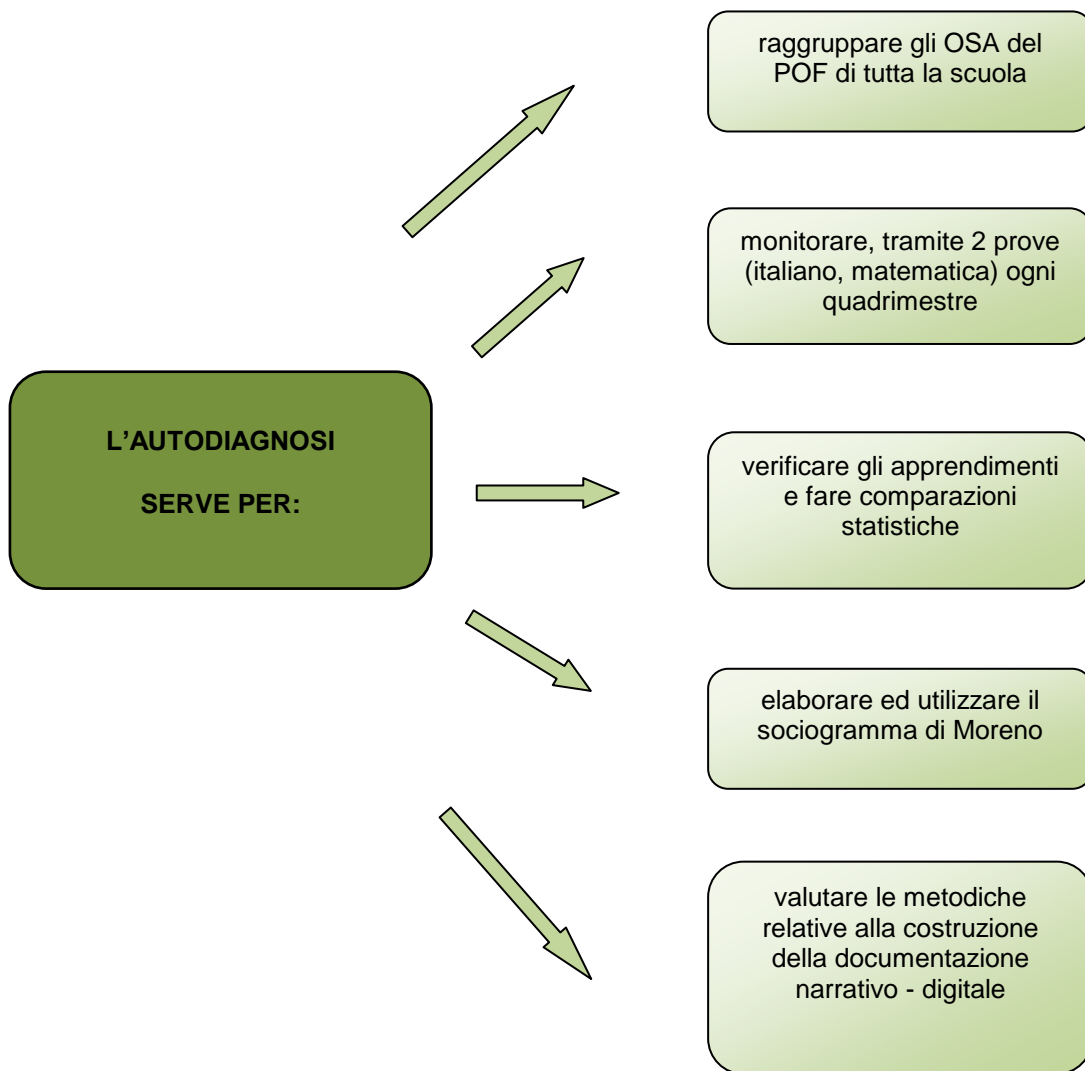 raggruppare gli OSA del
POF di tutta la scuola
monitorare, tramite 2 prove
(italiano, matematica) ogni
quadrimestre
L’AUTODIAGNOSI
SERVE PER:
verificare gli apprendimenti
e fare comparazioni
statistiche
elaborare ed utilizzare il
sociogramma di Moreno
valutare le metodiche
relative alla costruzione
della documentazione
narrativo - digitale